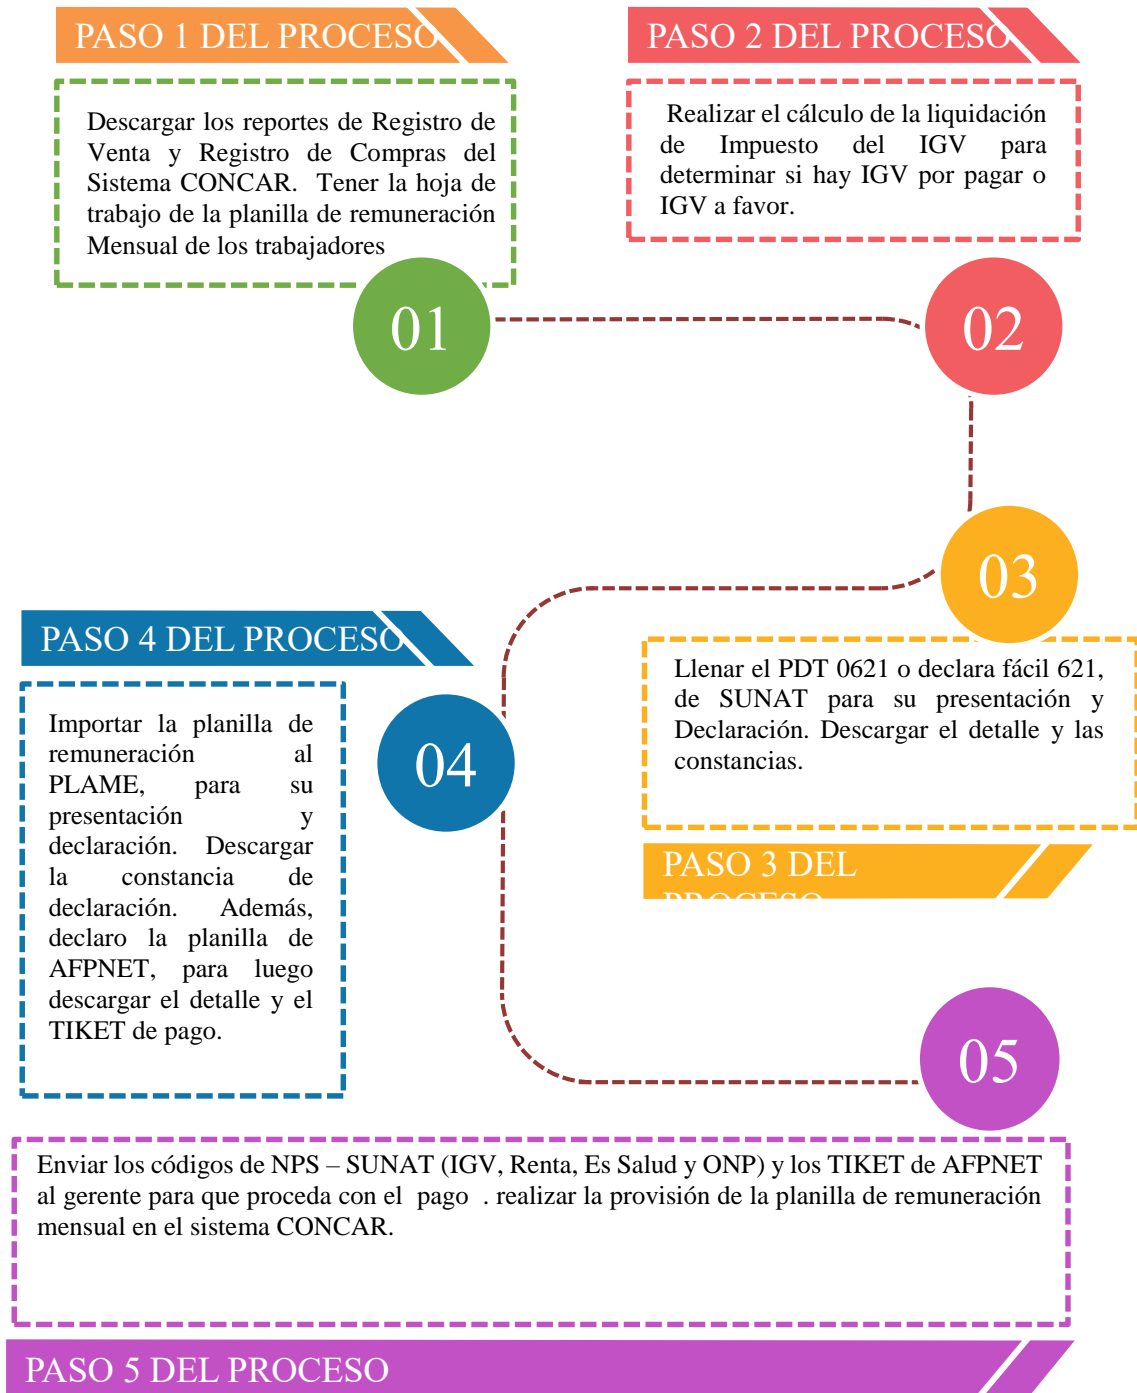 PASO 1 DEL PROCESO
Descargar los reportes de Registro de
Venta y Registro de Compras del
Sistema CONCAR. Tener la hoja de
trabajo de la planilla de remuneración
Mensual de los trabajadores
01
PASO 2 DEL PROCESO
Realizar el cálculo de la liquidación
de Impuesto del IGV para
determinar si hay IGV por pagar o
IGV a favor.
02
03
Llenar el PDT 0621 o declara fácil 621,
de SUNAT para su presentación y
Declaración. Descargar el detalle y las
constancias.
PASO 3 DEL
PROCESO
PASO 4 DEL PROCESO
Importar la planilla de
remuneración al
PLAME, para su
presentación y
declaración. Descargar
la constancia de
declaración. Además,
declaro la planilla de
AFPNET, para luego
descargar el detalle y el
TIKET de pago.
04
05
Enviar los códigos de NPS – SUNAT (IGV, Renta, Es Salud y ONP) y los TIKET de AFPNET
al gerente para que proceda con el pago . realizar la provisión de la planilla de remuneración
mensual en el sistema CONCAR.
PASO 5 DEL PROCESO